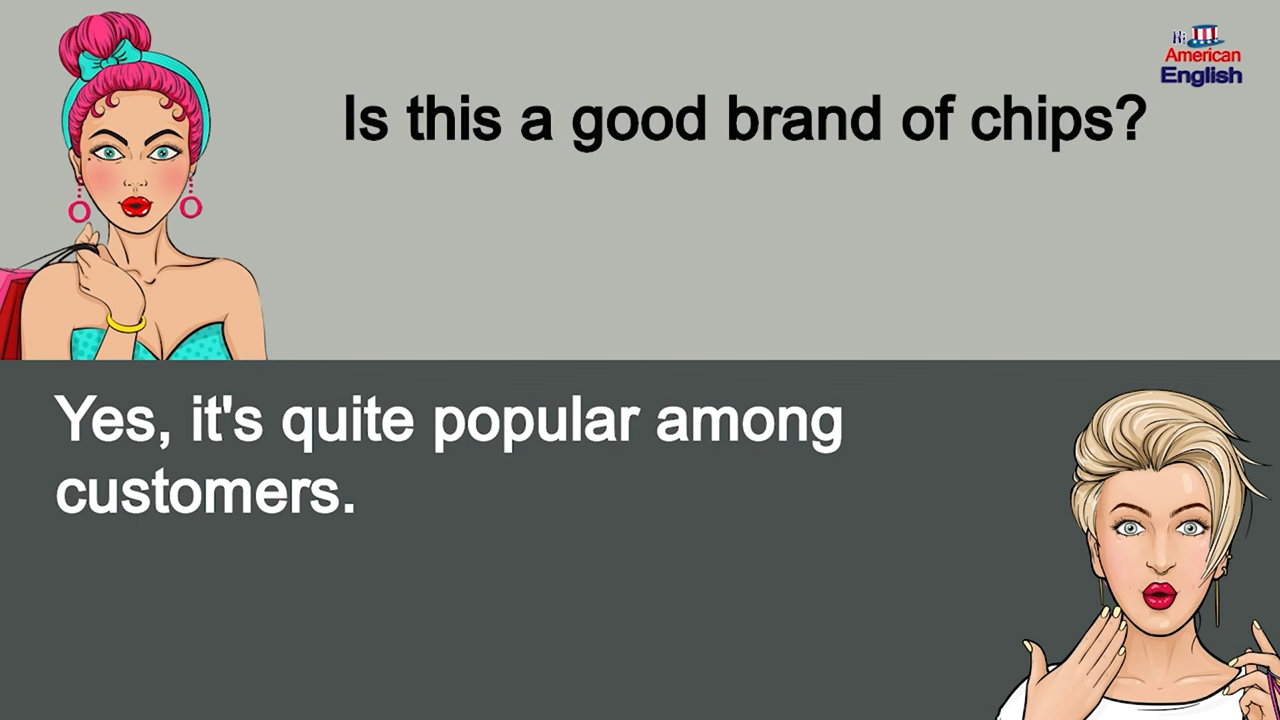 Hi
American
English
Is this a good brand of chips?
Yes, it's quite popular among
customers.